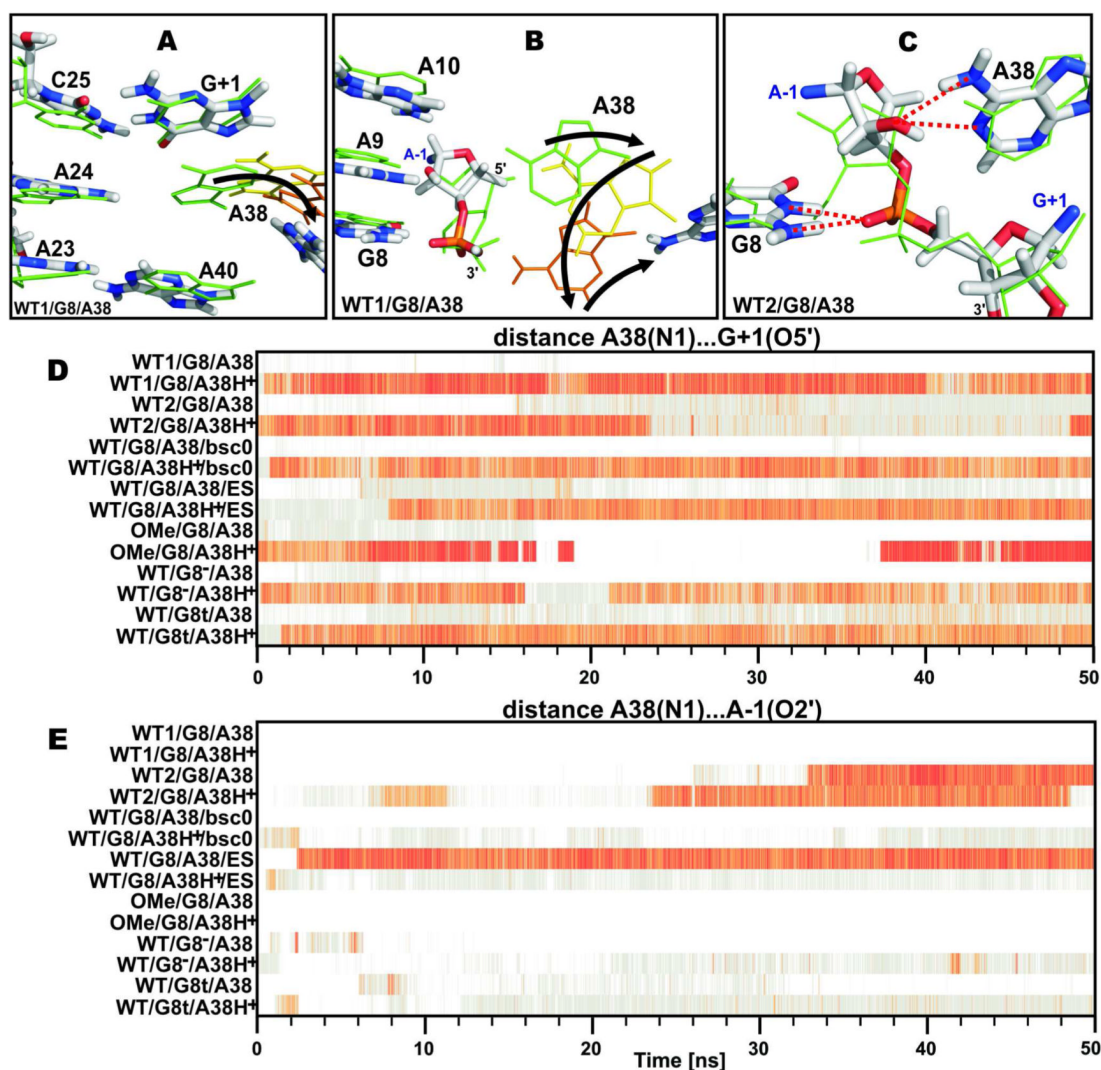 A
C25
G+1
A24
A38
A23
A40
WT1/G8/A38
B
A10
A38
A9
A-1
5'
G8
3'
WT1/G8/A38
C
A-1
A38
G+1
G8
WT2/G8/A38
3'
distance A38(N1)...G+1(O5')
D
WT1/G8/A38
WT1/G8/A38H⁺
WT2/G8/A38
WT2/G8/A38H⁺
WT/G8/A38/bsc0
WT/G8/A38H⁺/bsc0
WT/G8/A38/ES
WT/G8/A38H⁺/ES
OMe/G8/A38
OMe/G8/A38H⁺
WT/G8⁻/A38
WT/G8⁻/A38H⁺
WT/G8t/A38
WT/G8t/A38H⁺
0 10 20 30 40 50
distance A38(N1)...A-1(O2')
E
WT1/G8/A38
WT1/G8/A38H⁺
WT2/G8/A38
WT2/G8/A38H⁺
WT/G8/A38/bsc0
WT/G8/A38H⁺/bsc0
WT/G8/A38/ES
WT/G8/A38H⁺/ES
OMe/G8/A38
OMe/G8/A38H⁺
WT/G8⁻/A38
WT/G8⁻/A38H⁺
WT/G8t/A38
WT/G8t/A38H⁺
0 10 20 30 40 50
Time [ns]